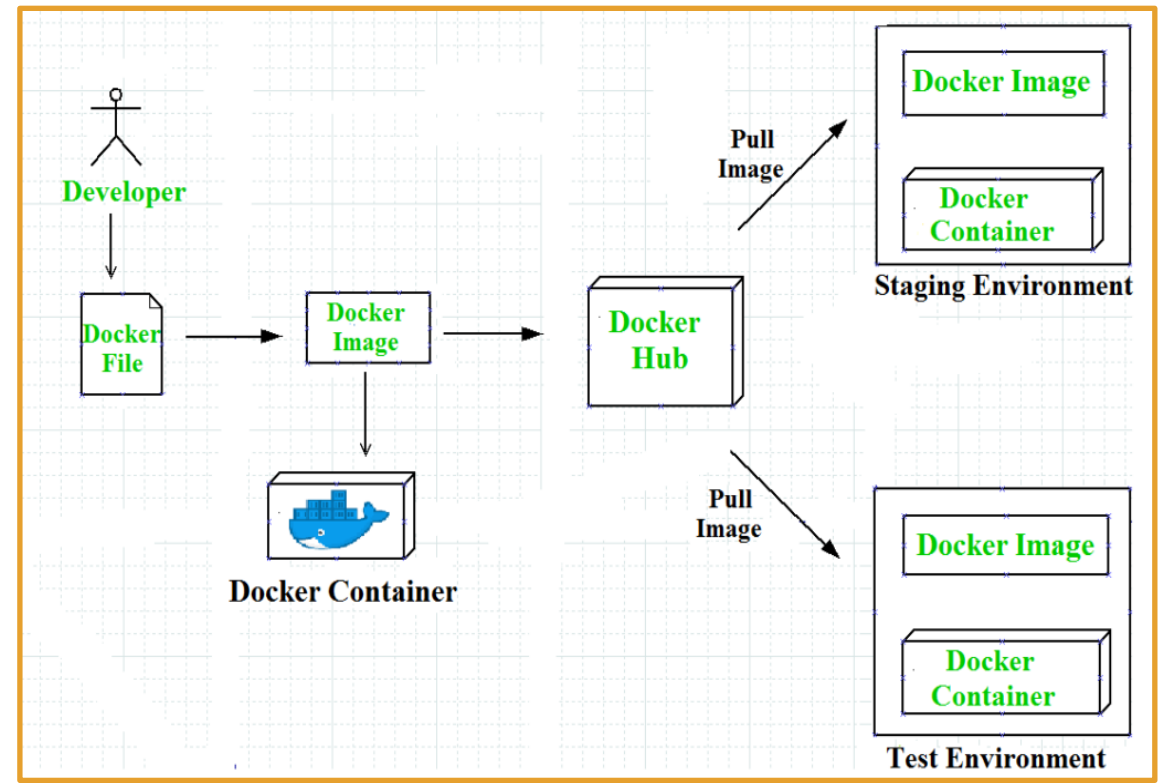 Developer
Docker
File
Docker
Image
Docker Container
Docker
Hub
Pull
Image
Docker Image
Docker
Container
Staging Environment
Pull
Image
Docker Image
Docker
Container
Test Environment